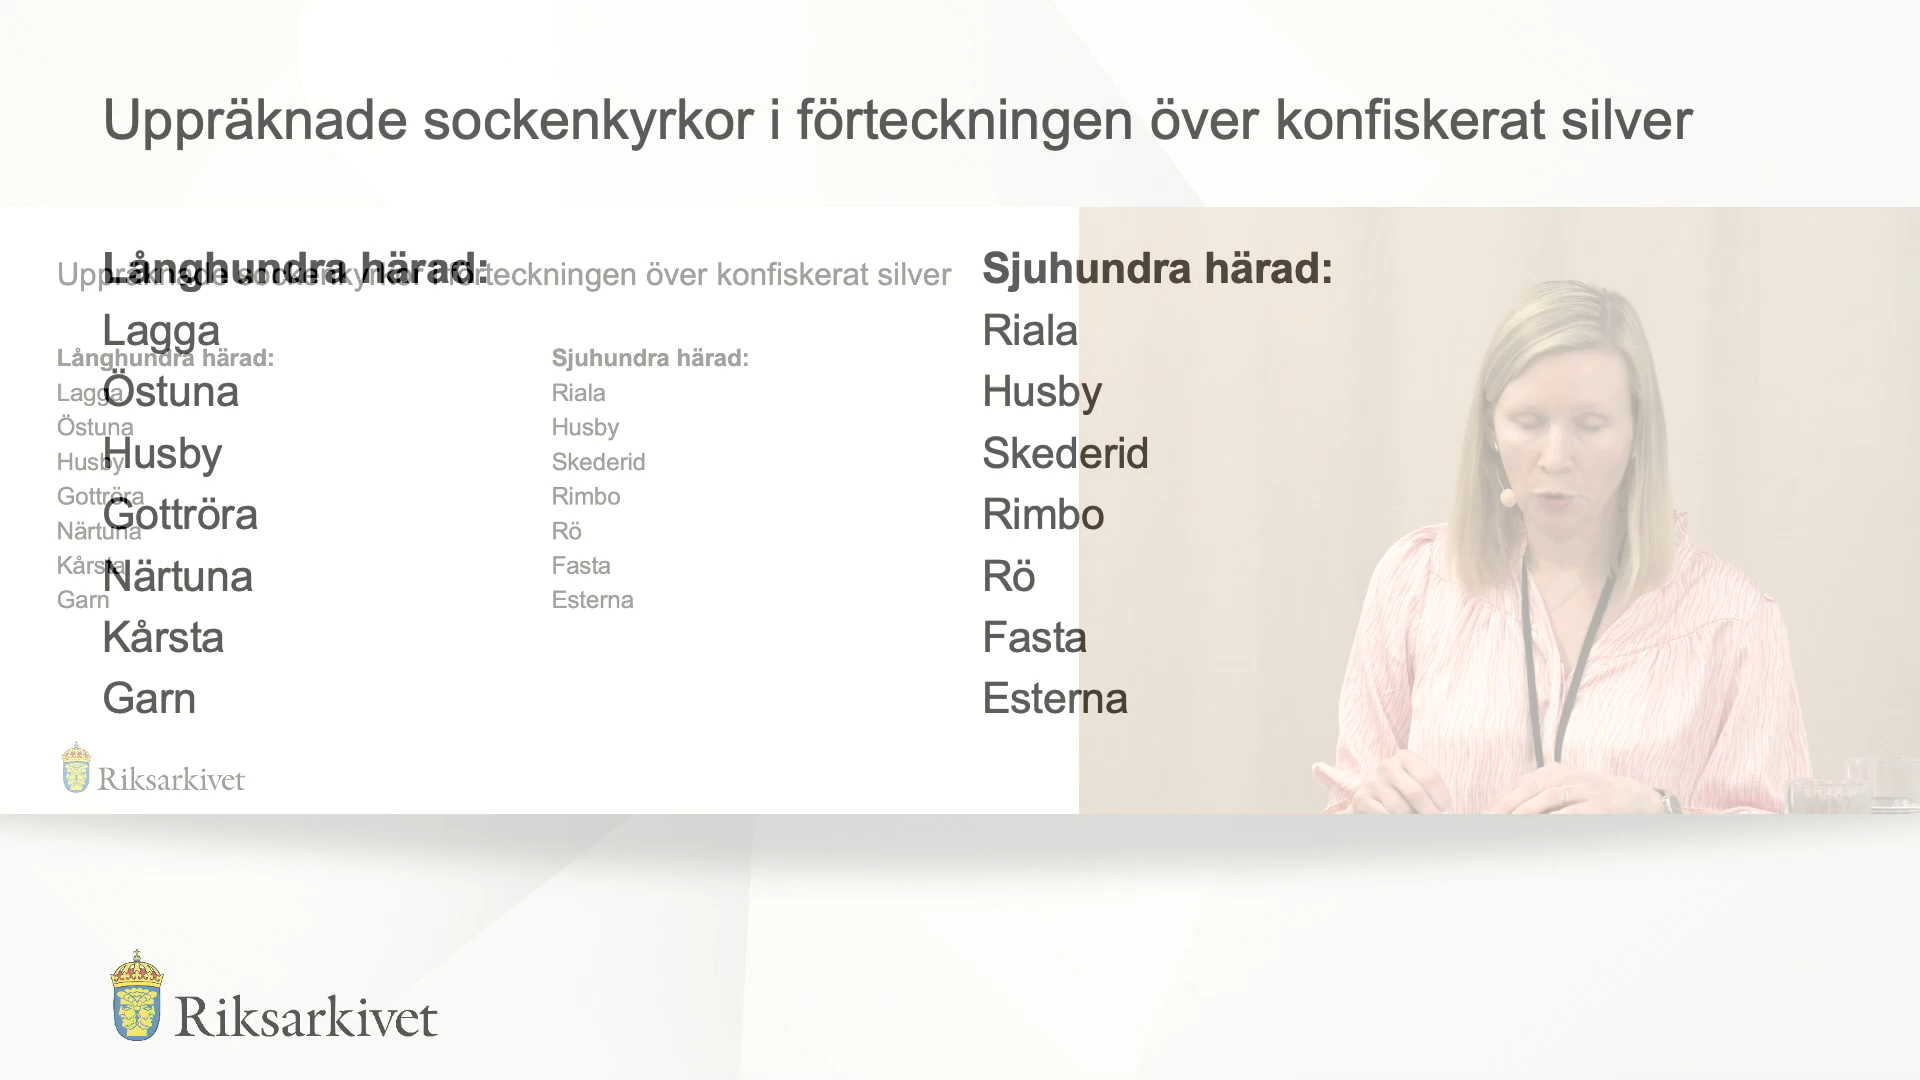 Uppräknade sockenkyrkor i förteckningen över konfiskerat silver
Långhundra härad:
Lagga
Östuna
Husby
Gottröra
Närtuna
Kårsta
Garn
Sjuhundra härad:
Riala
Husby
Skederid
Rimbo
Rö
Fasta
Esterna
Uppräknade sockenkyrkor i förteckningen över konfiskerat silver
Långhundra härad:
Lagga
Östuna
Husby
Gottröra
Närtuna
Kårsta
Garn
Sjuhundra härad:
Riala
Husby
Skederid
Rimbo
Rö
Fasta
Esterna
Riksarkivet
Riksarkivet